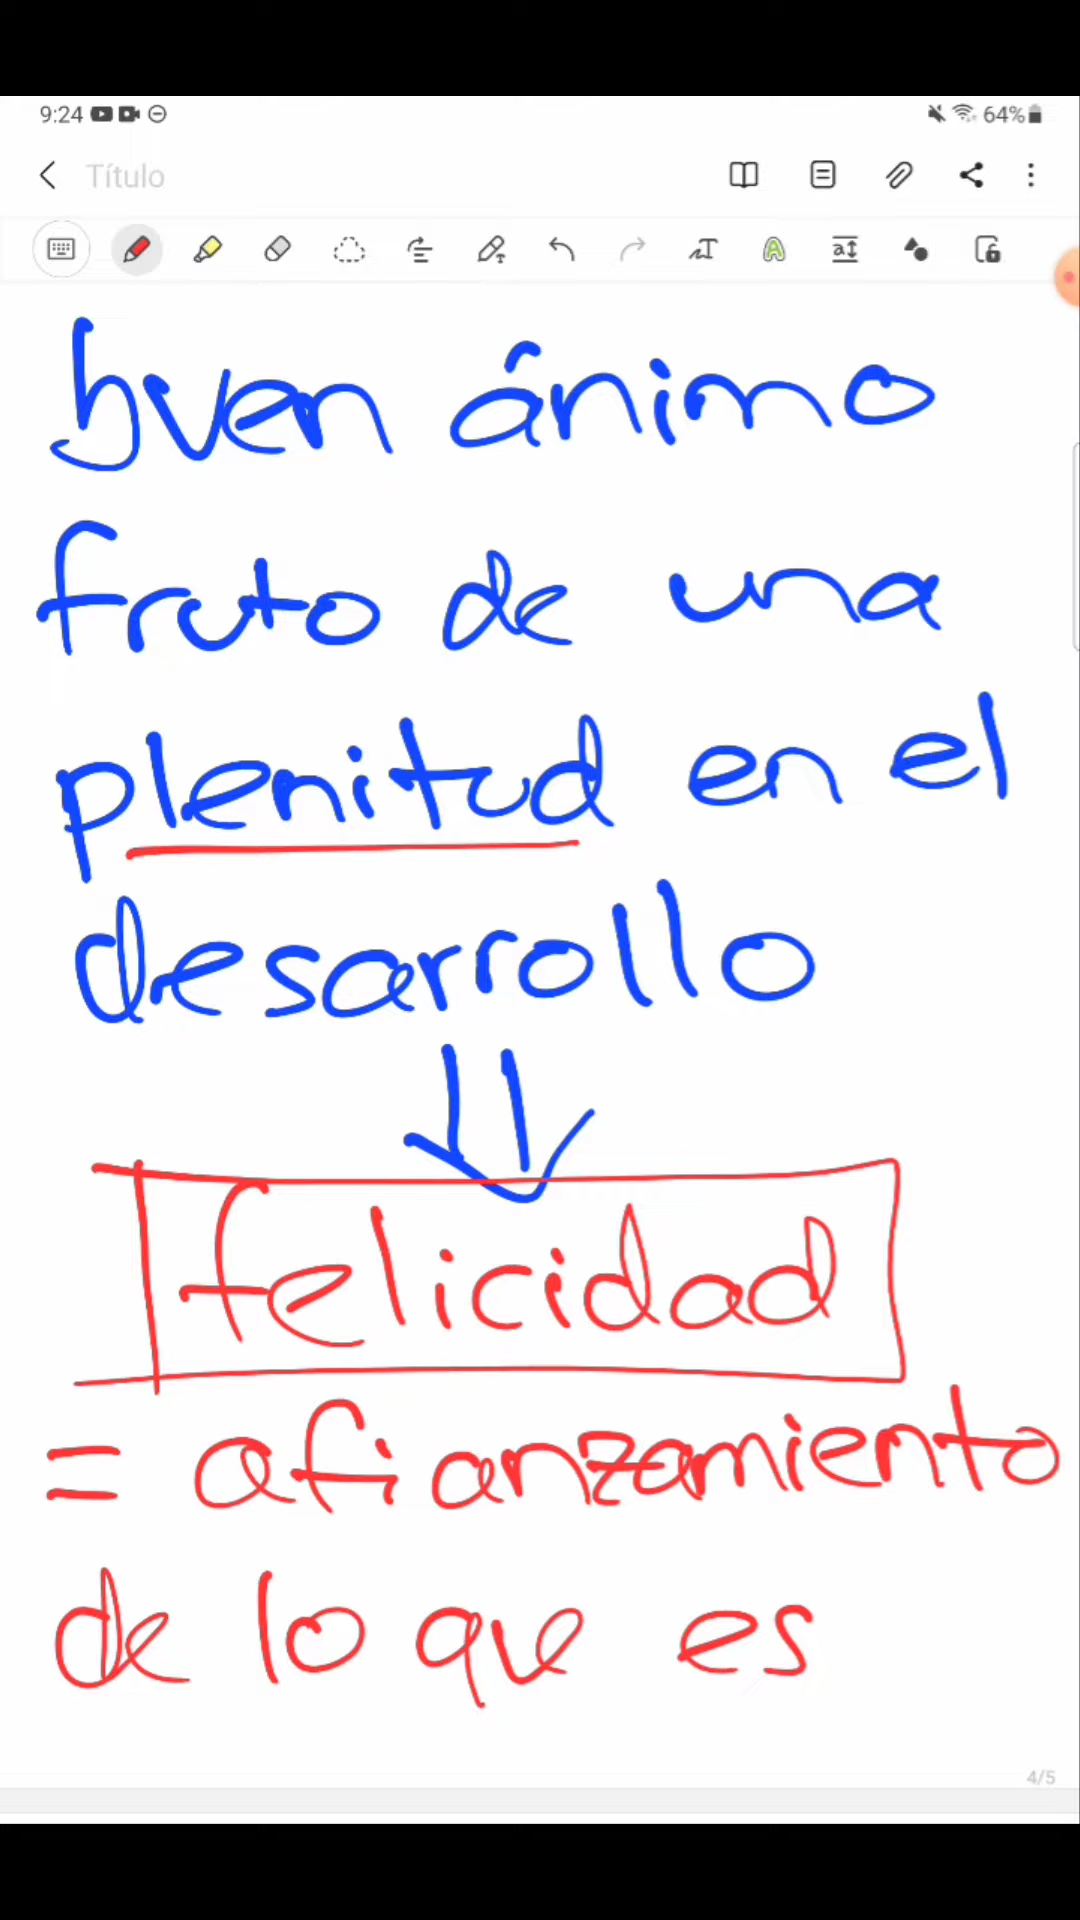 9:24 64%
Título
buen ánimo
fruto de una
plenitud en el
desarrollo
felicidad
= afianzamiento
de lo que es
4/5